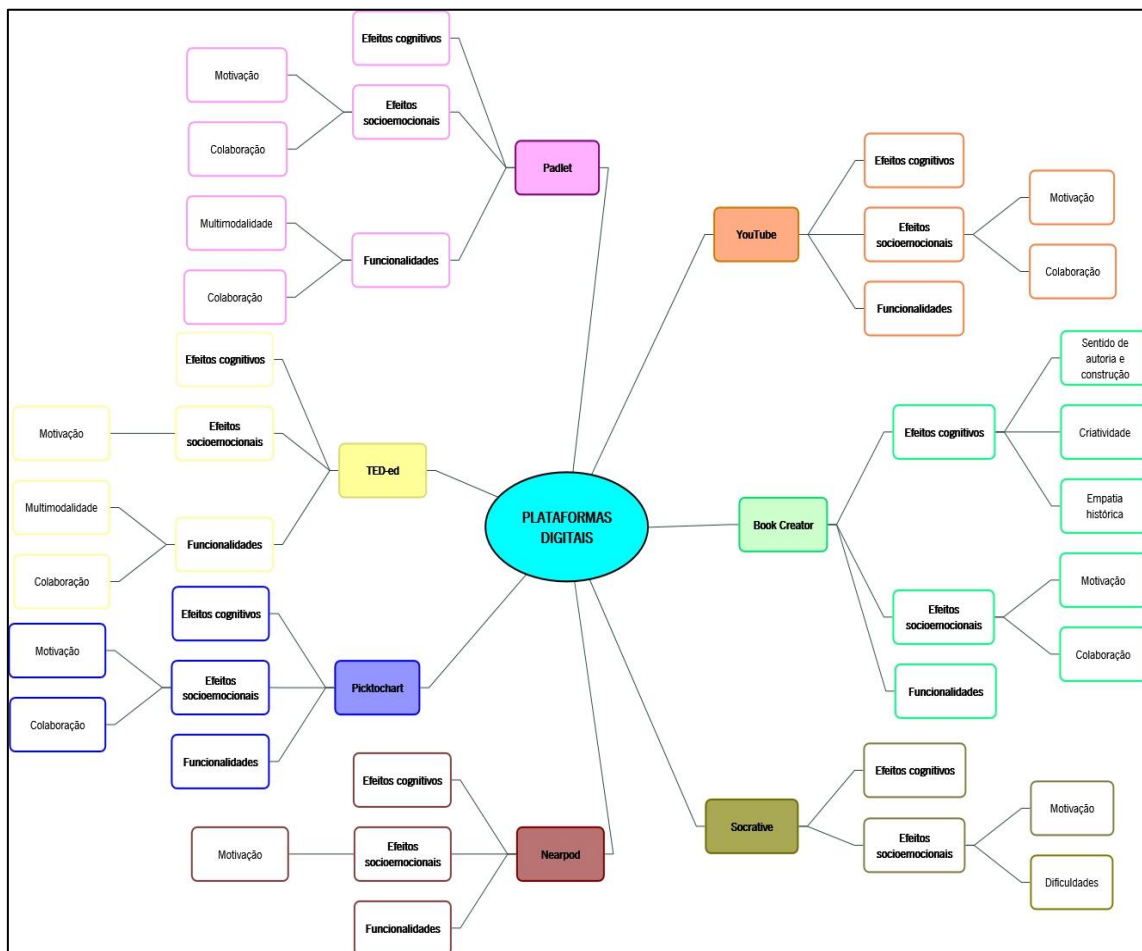 PLATAFORMAS
DIGITAIS
Padlet
Efeitos cognitivos
Efeitos
socioemocionais
Motivação
Colaboração
Funcionalidades
Multimodalidade
Colaboração
TED-ed
Efeitos cognitivos
Efeitos
socioemocionais
Motivação
Funcionalidades
Multimodalidade
Colaboração
Picktochart
Efeitos cognitivos
Efeitos
socioemocionais
Motivação
Colaboração
Funcionalidades
Nearpod
Efeitos cognitivos
Efeitos
socioemocionais
Motivação
Funcionalidades
YouTube
Efeitos cognitivos
Efeitos
socioemocionais
Motivação
Colaboração
Funcionalidades
Book Creator
Efeitos cognitivos
Sentido de
autoria e
construção
Criatividade
Empatia
histórica
Efeitos
socioemocionais
Motivação
Colaboração
Funcionalidades
Socrative
Efeitos cognitivos
Efeitos
socioemocionais
Motivação
Dificuldades